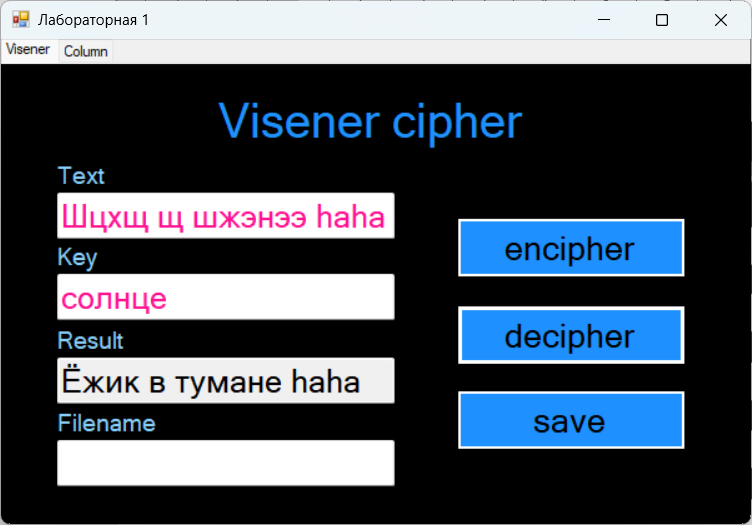 Лабораторная 1
Visener Column
Visener cipher
Text
Шцхщ щ шжэнээ haha
Key
солнце
Result
Ёжик в тумане haha
Filename
encipher
decipher
save